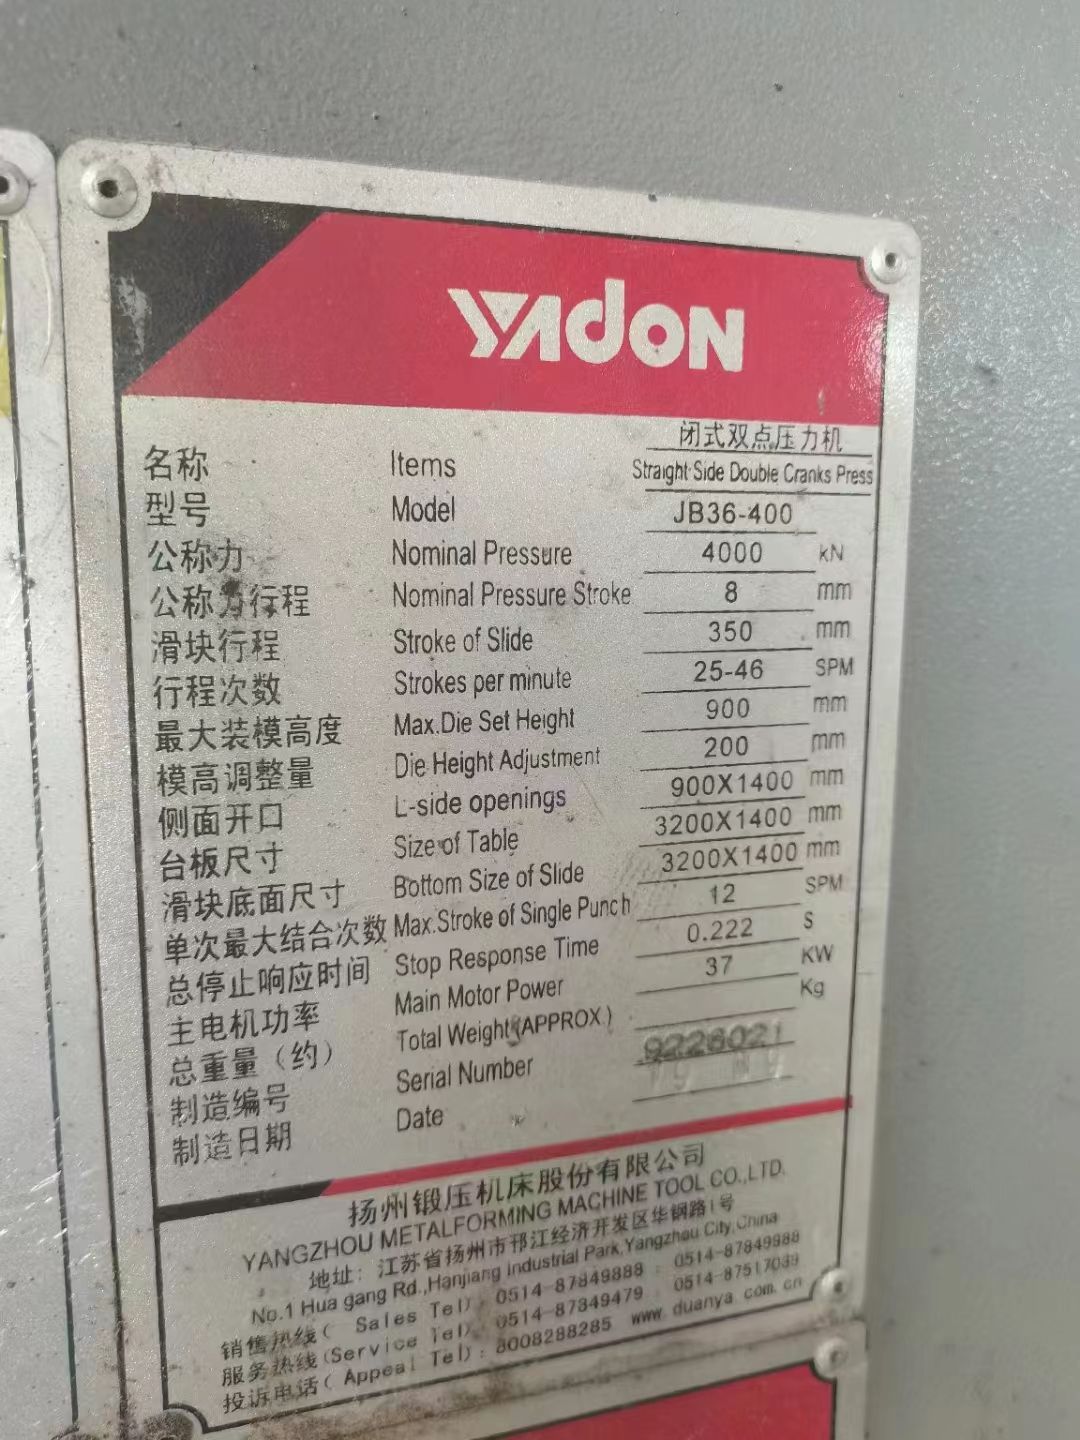 YADON
名称 Items 闭式双点压力机
Straight Side Double Cranks Press
型号 Model JB36-400
公称力 Nominal Pressure 4000 kN
公称力行程 Nominal Pressure Stroke 8 mm
滑块行程 Stroke of Slide 350 mm
行程次数 Strokes per minute 25-46 SPM
最大装模高度 Max.Die Set Height 900 mm
模高调整量 Die Height Adjustment 200 mm
侧面开口 L-side openings 900X1400 mm
台板尺寸 Size of Table 3200X1400 mm
滑块底面尺寸 Bottom Size of Slide 3200X1400 mm
单次最大结合次数 Max.Stroke of Single Punch 12 SPM
总停止响应时间 Stop Response Time 0.222 S
主电机功率 Main Motor Power 37 KW
总重量（约） Total Weight(APPROX.) Kg
制造编号 Serial Number 9226021
制造日期 Date
扬州锻压机床股份有限公司
YANGZHOU METALFORMING MACHINE TOOL CO.,LTD.
地址：江苏省扬州市邗江经济开发区华钢路1号
No.1 Hua gang Rd.,Hanjiang Industrial Park,Yangzhou City,China
销售热线( Sales Tel): 0514-87849888 0514-87849988
服务热线(Service Tel): 0514-87849479 0514-87517039
投诉电话( Appeal Tel): 8008288285 www.duanya.com.cn